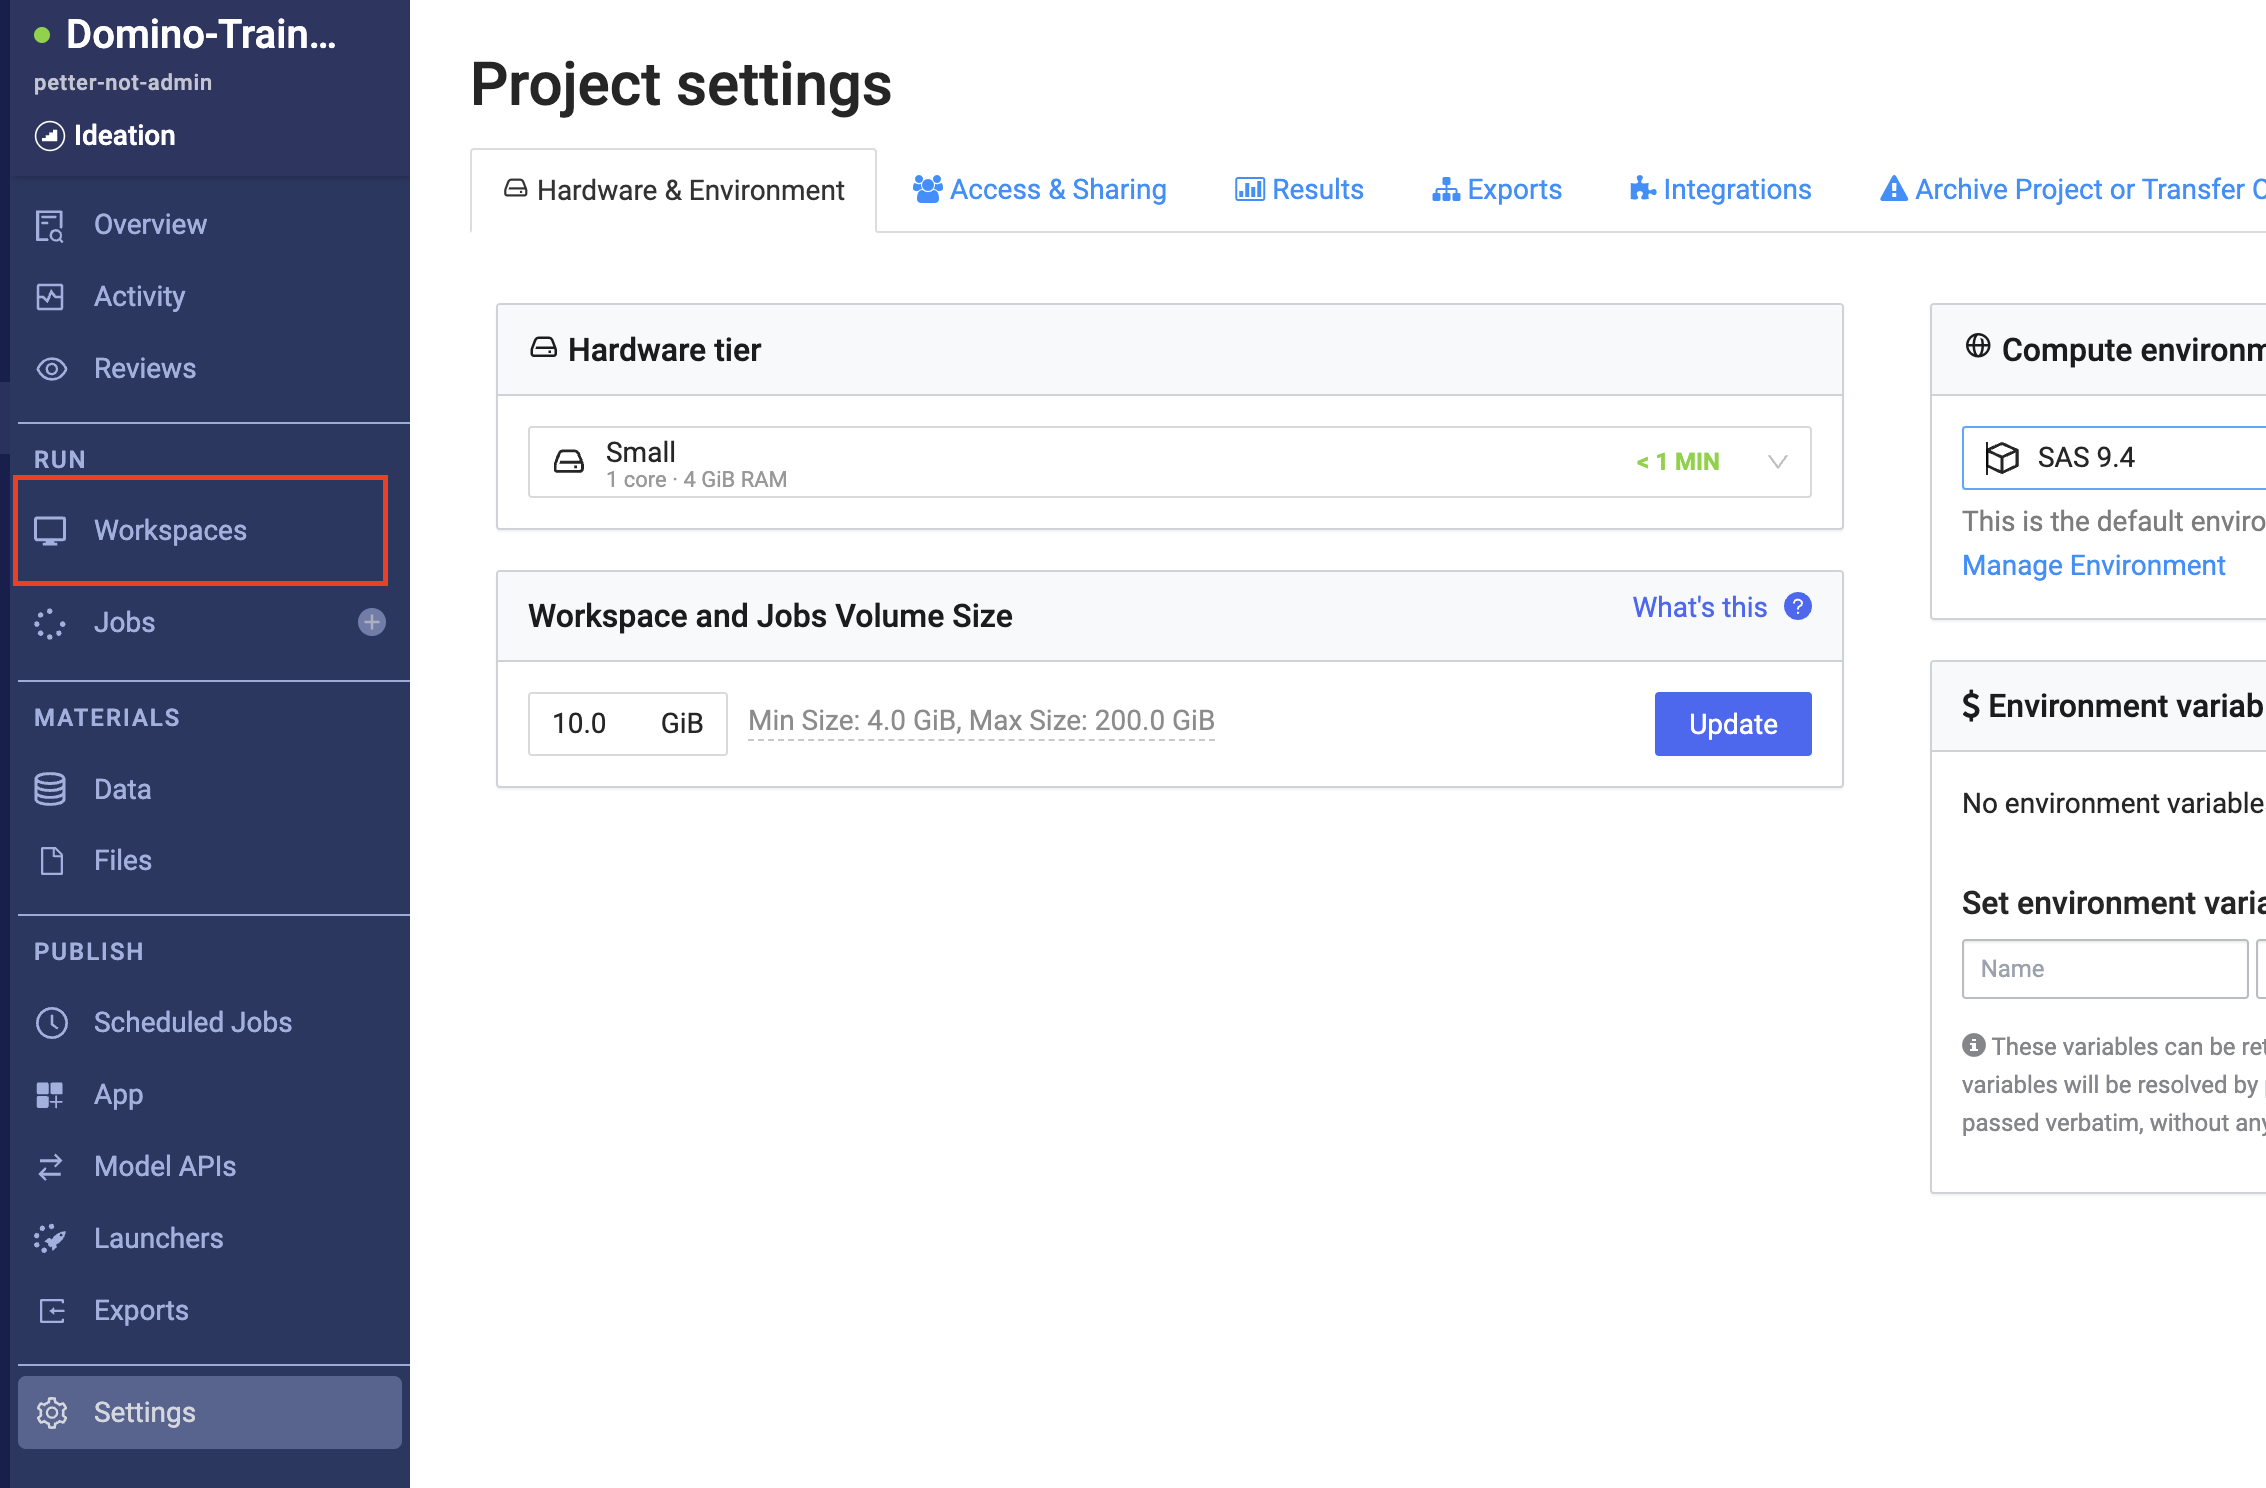 Domino-Train...
petter-not-admin
Ideation
Overview
Activity
Reviews
RUN
Workspaces
Jobs
MATERIALS
Data
Files
PUBLISH
Scheduled Jobs
App
Model APIs
Launchers
Exports
Settings
Project settings
Hardware & Environment
Access & Sharing
Results
Exports
Integrations
Archive Project or Transfer
Hardware tier
Small
1 core · 4 GiB RAM
< 1 MIN
Workspace and Jobs Volume Size
What's this ?
10.0 GiB
Min Size: 4.0 GiB, Max Size: 200.0 GiB
Update
Compute environm
SAS 9.4
This is the default enviro
Manage Environment
$ Environment variab
No environment variable
Set environment varia
Name
These variables can be ret
variables will be resolved by
passed verbatim, without any